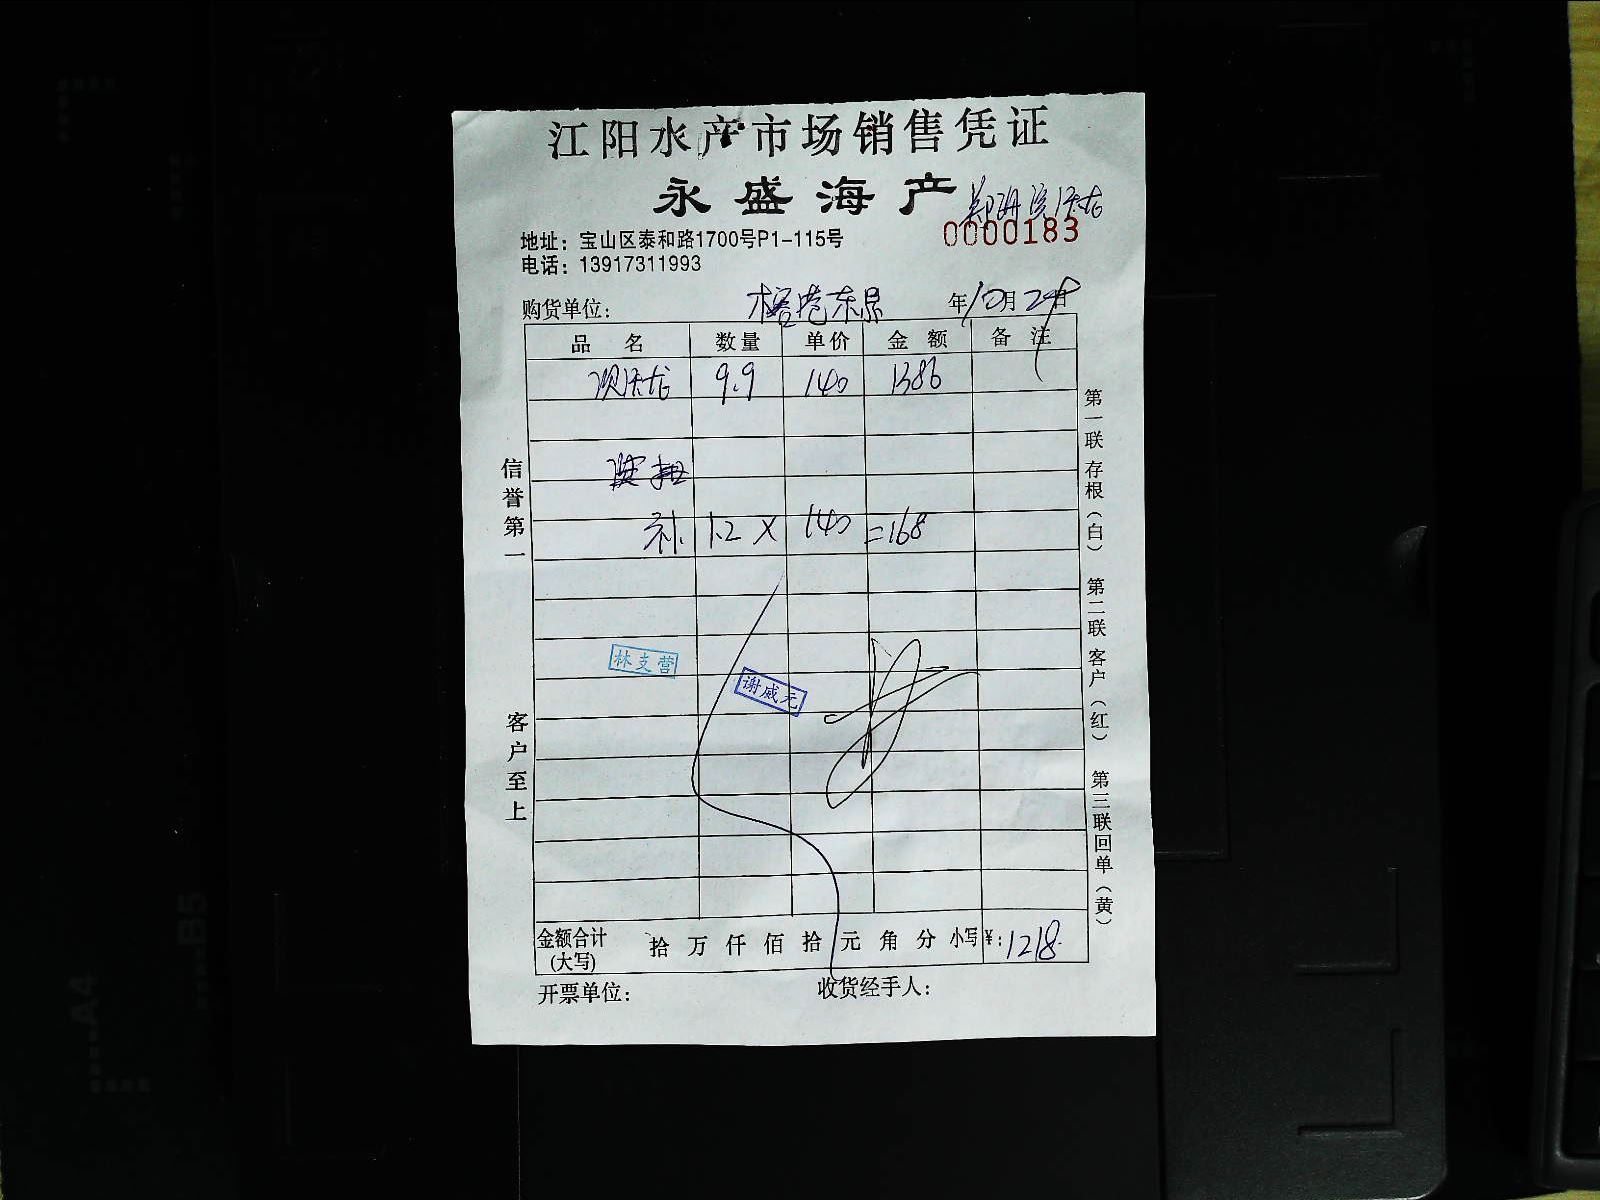 江阳水产市场销售凭证
永盛海产
0000183
地址：宝山区泰和路1700号P1-115号
电话：13917311993
购货单位： 年10月24日
品名 数量 单价 金额 备注
9.9 140 1386
补 1.2 × 140 =168
信誉第一
客户至上
林支营
谢威元
第一联 存根（白）
第二联 客户（红）
第三联 回单（黄）
金额合计(大写) 拾 万 仟 佰 拾 元 角 分 小写¥：1218
开票单位： 收货经手人：